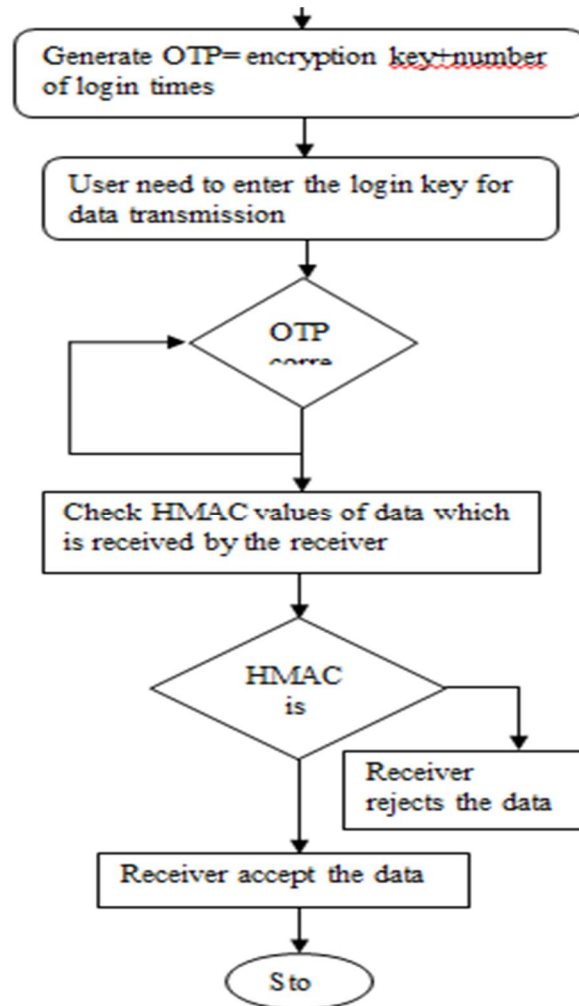 Generate OTP= encryption key+number
of login times
User need to enter the login key for
data transmission
OTP
corre
Check HMAC values of data which
is received by the receiver
HMAC
is
Receiver
rejects the data
Receiver accept the data
Sto